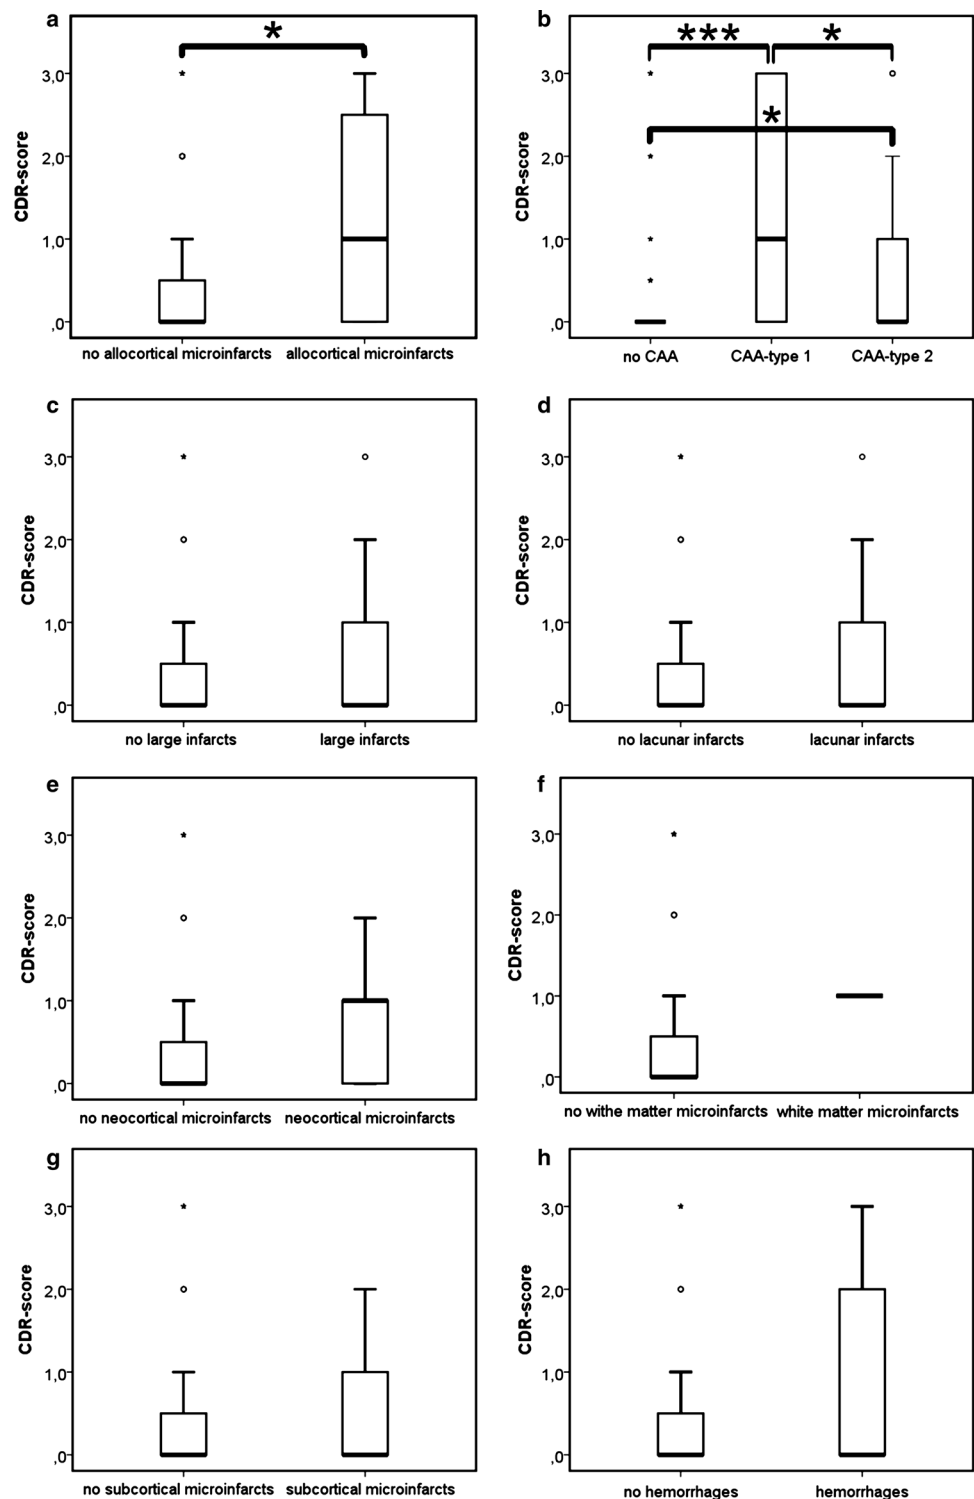 a
*
3,0
2,0
1,0
,0
CDR-score
no allocortical microinfarcts
allocortical microinfarcts
b
***
*
*
3,0
2,0
1,0
,0
CDR-score
no CAA
CAA-type 1
CAA-type 2
c
3,0
2,0
1,0
,0
CDR-score
no large infarcts
large infarcts
d
3,0
2,0
1,0
,0
CDR-score
no lacunar infarcts
lacunar infarcts
e
3,0
2,0
1,0
,0
CDR-score
no neocortical microinfarcts
neocortical microinfarcts
f
3,0
2,0
1,0
,0
CDR-score
no withe matter microinfarcts
white matter microinfarcts
g
3,0
2,0
1,0
,0
CDR-score
no subcortical microinfarcts
subcortical microinfarcts
h
3,0
2,0
1,0
,0
CDR-score
no hemorrhages
hemorrhages